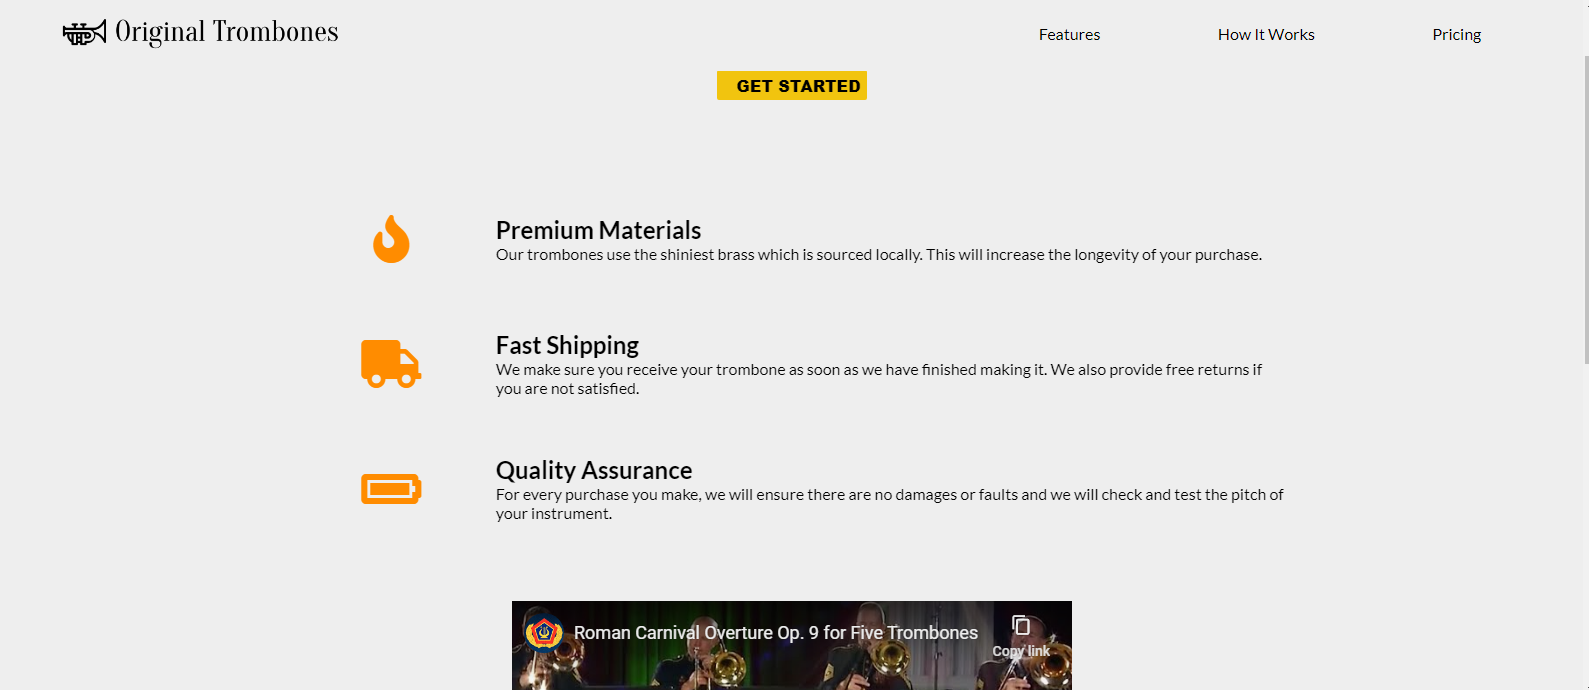 Original Trombones
Features
How It Works
Pricing
GET STARTED
Premium Materials
Our trombones use the shiniest brass which is sourced locally. This will increase the longevity of your purchase.
Fast Shipping
We make sure you receive your trombone as soon as we have finished making it. We also provide free returns if
you are not satisfied.
Quality Assurance
For every purchase you make, we will ensure there are no damages or faults and we will check and test the pitch of
your instrument.
Roman Carnival Overture Op. 9 for Five Trombones
Copy link